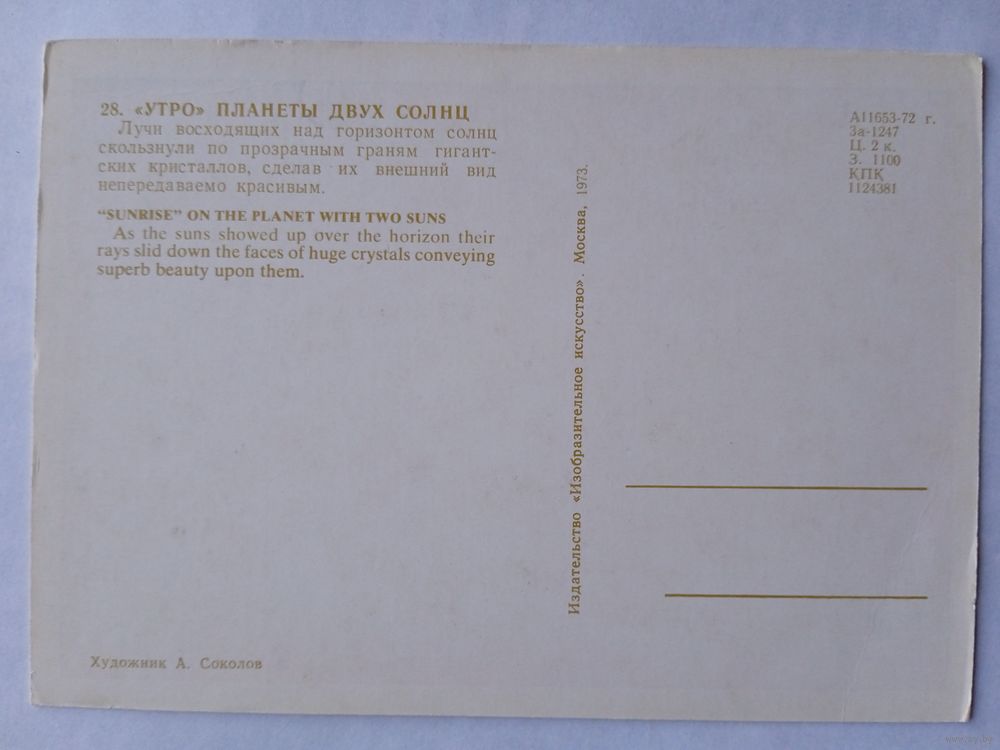 28. «УТРО» ПЛАНЕТЫ ДВУХ СОЛНЦ
Лучи восходящих над горизонтом солнц
скользнули по прозрачным граням гигант-
ских кристаллов, сделав их внешний вид
непередаваемо красивым.
“SUNRISE” ON THE PLANET WITH TWO SUNS
As the suns showed up over the horizon their
rays slid down the faces of huge crystals conveying
superb beauty upon them.
Художник А. Соколов
Издательство «Изобразительное искусство». Москва, 1973.
А11653-72 г.
За-1247
Ц. 2 к.
З. 1100
КПК
1124381